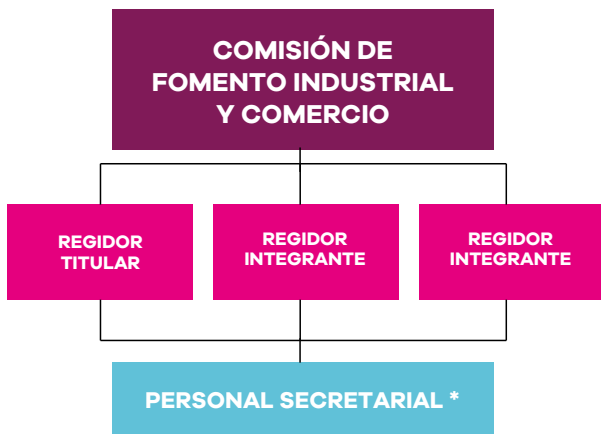 COMISIÓN DE
FOMENTO INDUSTRIAL
Y COMERCIO
REGIDOR
TITULAR
REGIDOR
INTEGRANTE
REGIDOR
INTEGRANTE
PERSONAL SECRETARIAL *